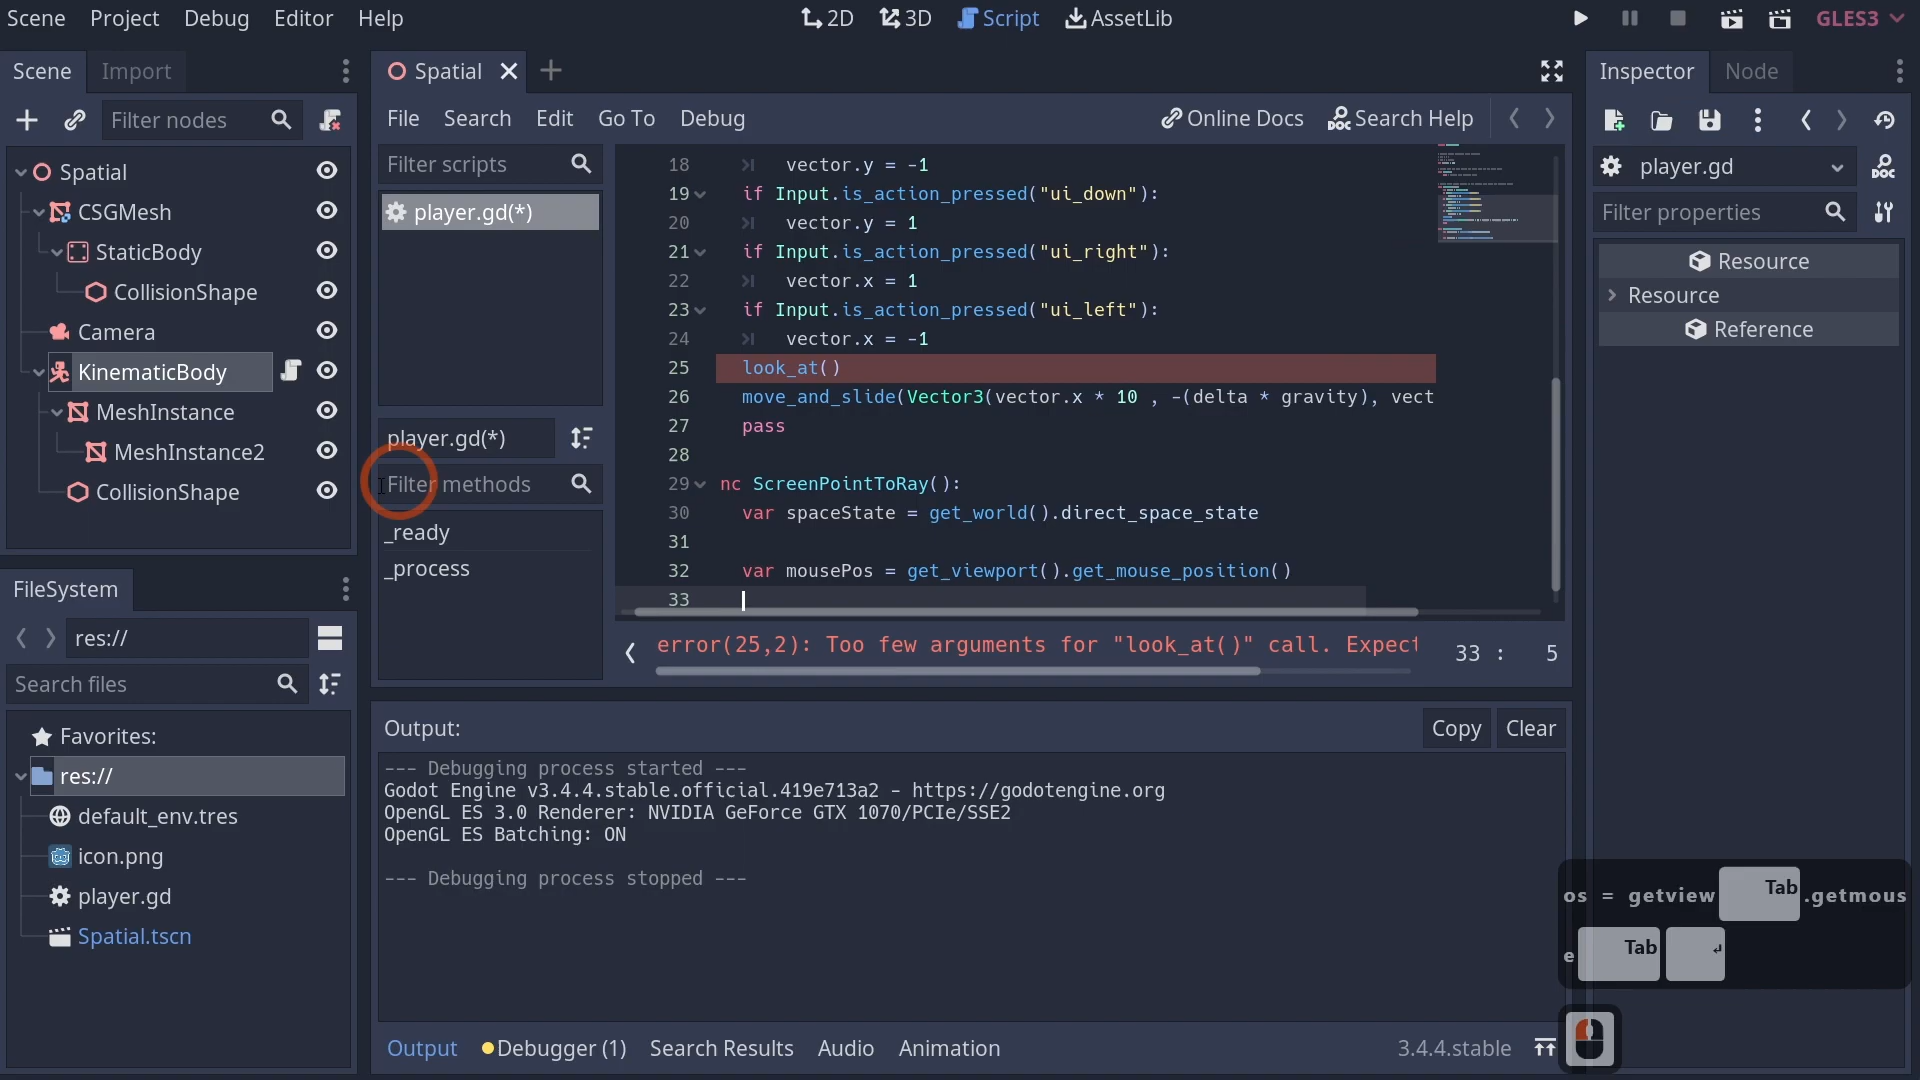 Scene Project Debug Editor Help
2D 3D Script AssetLib
GLES3
Scene Import
Filter nodes
Spatial
CSGMesh
StaticBody
CollisionShape
Camera
KinematicBody
MeshInstance
MeshInstance2
CollisionShape
FileSystem
res://
Search files
Favorites:
res://
default_env.tres
icon.png
player.gd
Spatial.tscn
Spatial
File Search Edit Go To Debug
Online Docs Search Help
Filter scripts
player.gd(*)
player.gd(*)
Filter methods
_ready
_process
18 vector.y = -1
19 if Input.is_action_pressed("ui_down"):
20 vector.y = 1
21 if Input.is_action_pressed("ui_right"):
22 vector.x = 1
23 if Input.is_action_pressed("ui_left"):
24 vector.x = -1
25 look_at()
26 move_and_slide(Vector3(vector.x * 10 , -(delta * gravity), vect
27 pass
28
29 nc ScreenPointToRay():
30 var spaceState = get_world().direct_space_state
31
32 var mousePos = get_viewport().get_mouse_position()
33
error(25,2): Too few arguments for "look_at()" call. Expect
33 : 5
Output:
Copy Clear
--- Debugging process started ---
Godot Engine v3.4.4.stable.official.419e713a2 - https://godotengine.org
OpenGL ES 3.0 Renderer: NVIDIA GeForce GTX 1070/PCIe/SSE2
OpenGL ES Batching: ON
--- Debugging process stopped ---
Output Debugger (1) Search Results Audio Animation
3.4.4.stable
Inspector Node
player.gd
DOC
Filter properties
Resource
Resource
Reference
os = getview Tab .getmous
e Tab